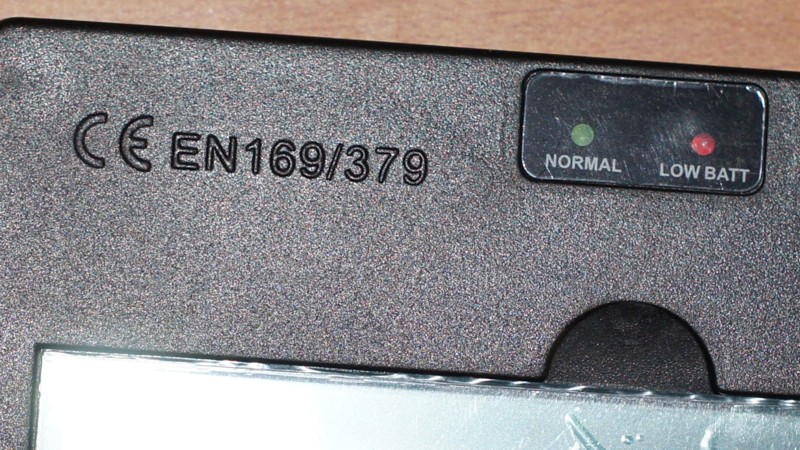 CE EN169/379
NORMAL
LOW BATT